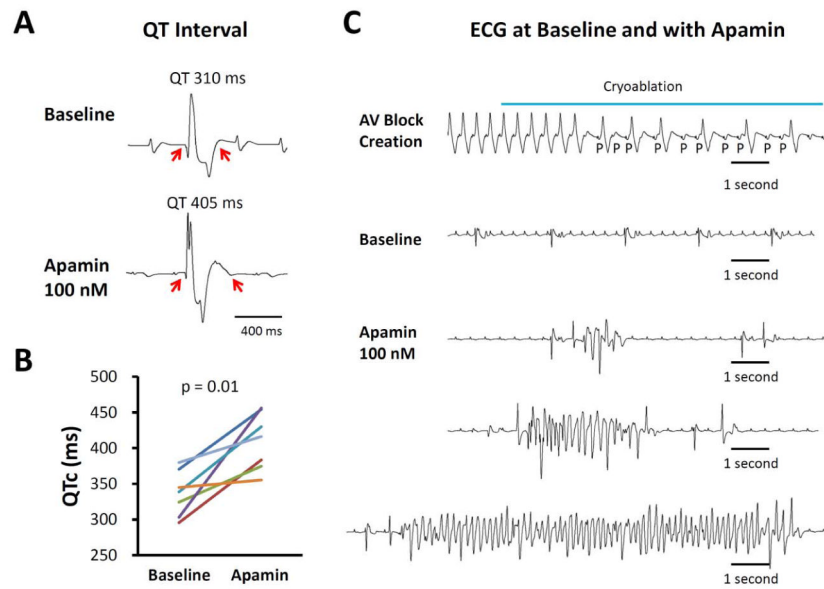 A
QT Interval
QT 310 ms
Baseline
QT 405 ms
Apamin
100 nM
400 ms
B
p = 0.01
QTc (ms)
500
450
400
350
300
250
Baseline
Apamin
C
ECG at Baseline and with Apamin
Cryoablation
AV Block
Creation
P P P P P P P P
1 second
Baseline
1 second
Apamin
100 nM
1 second
1 second
1 second